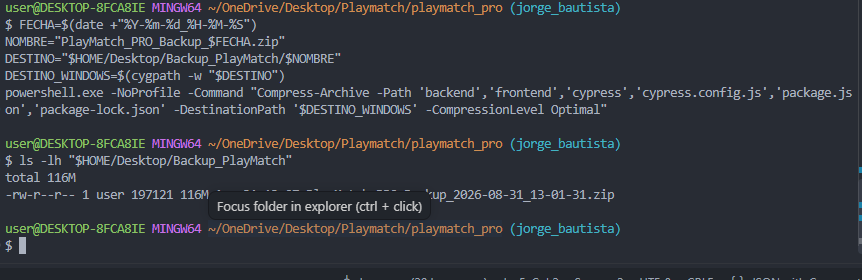 user@DESKTOP-8FCA8IE MINGW64 ~/OneDrive/Desktop/Playmatch/playmatch_pro (jorge_bautista)
$ FECHA=$(date +"%Y-%m-%d_%H-%M-%S")
NOMBRE="PlayMatch_PRO_Backup_$FECHA.zip"
DESTINO="$HOME/Desktop/Backup_PlayMatch/$NOMBRE"
DESTINO_WINDOWS=$(cygpath -w "$DESTINO")
powershell.exe -NoProfile -Command "Compress-Archive -Path 'backend','frontend','cypress','cypress.config.js','package.js
on','package-lock.json' -DestinationPath '$DESTINO_WINDOWS' -CompressionLevel Optimal"
user@DESKTOP-8FCA8IE MINGW64 ~/OneDrive/Desktop/Playmatch/playmatch_pro (jorge_bautista)
$ ls -lh "$HOME/Desktop/Backup_PlayMatch"
total 116M
-rw-r--r-- 1 user 197121 116M _2026-08-31_13-01-31.zip
Focus folder in explorer (ctrl + click)
user@DESKTOP-8FCA8IE MINGW64 ~/OneDrive/Desktop/Playmatch/playmatch_pro (jorge_bautista)
$